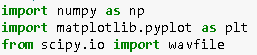 import numpy as np
import matplotlib.pyplot as plt
from scipy.io import wavfile